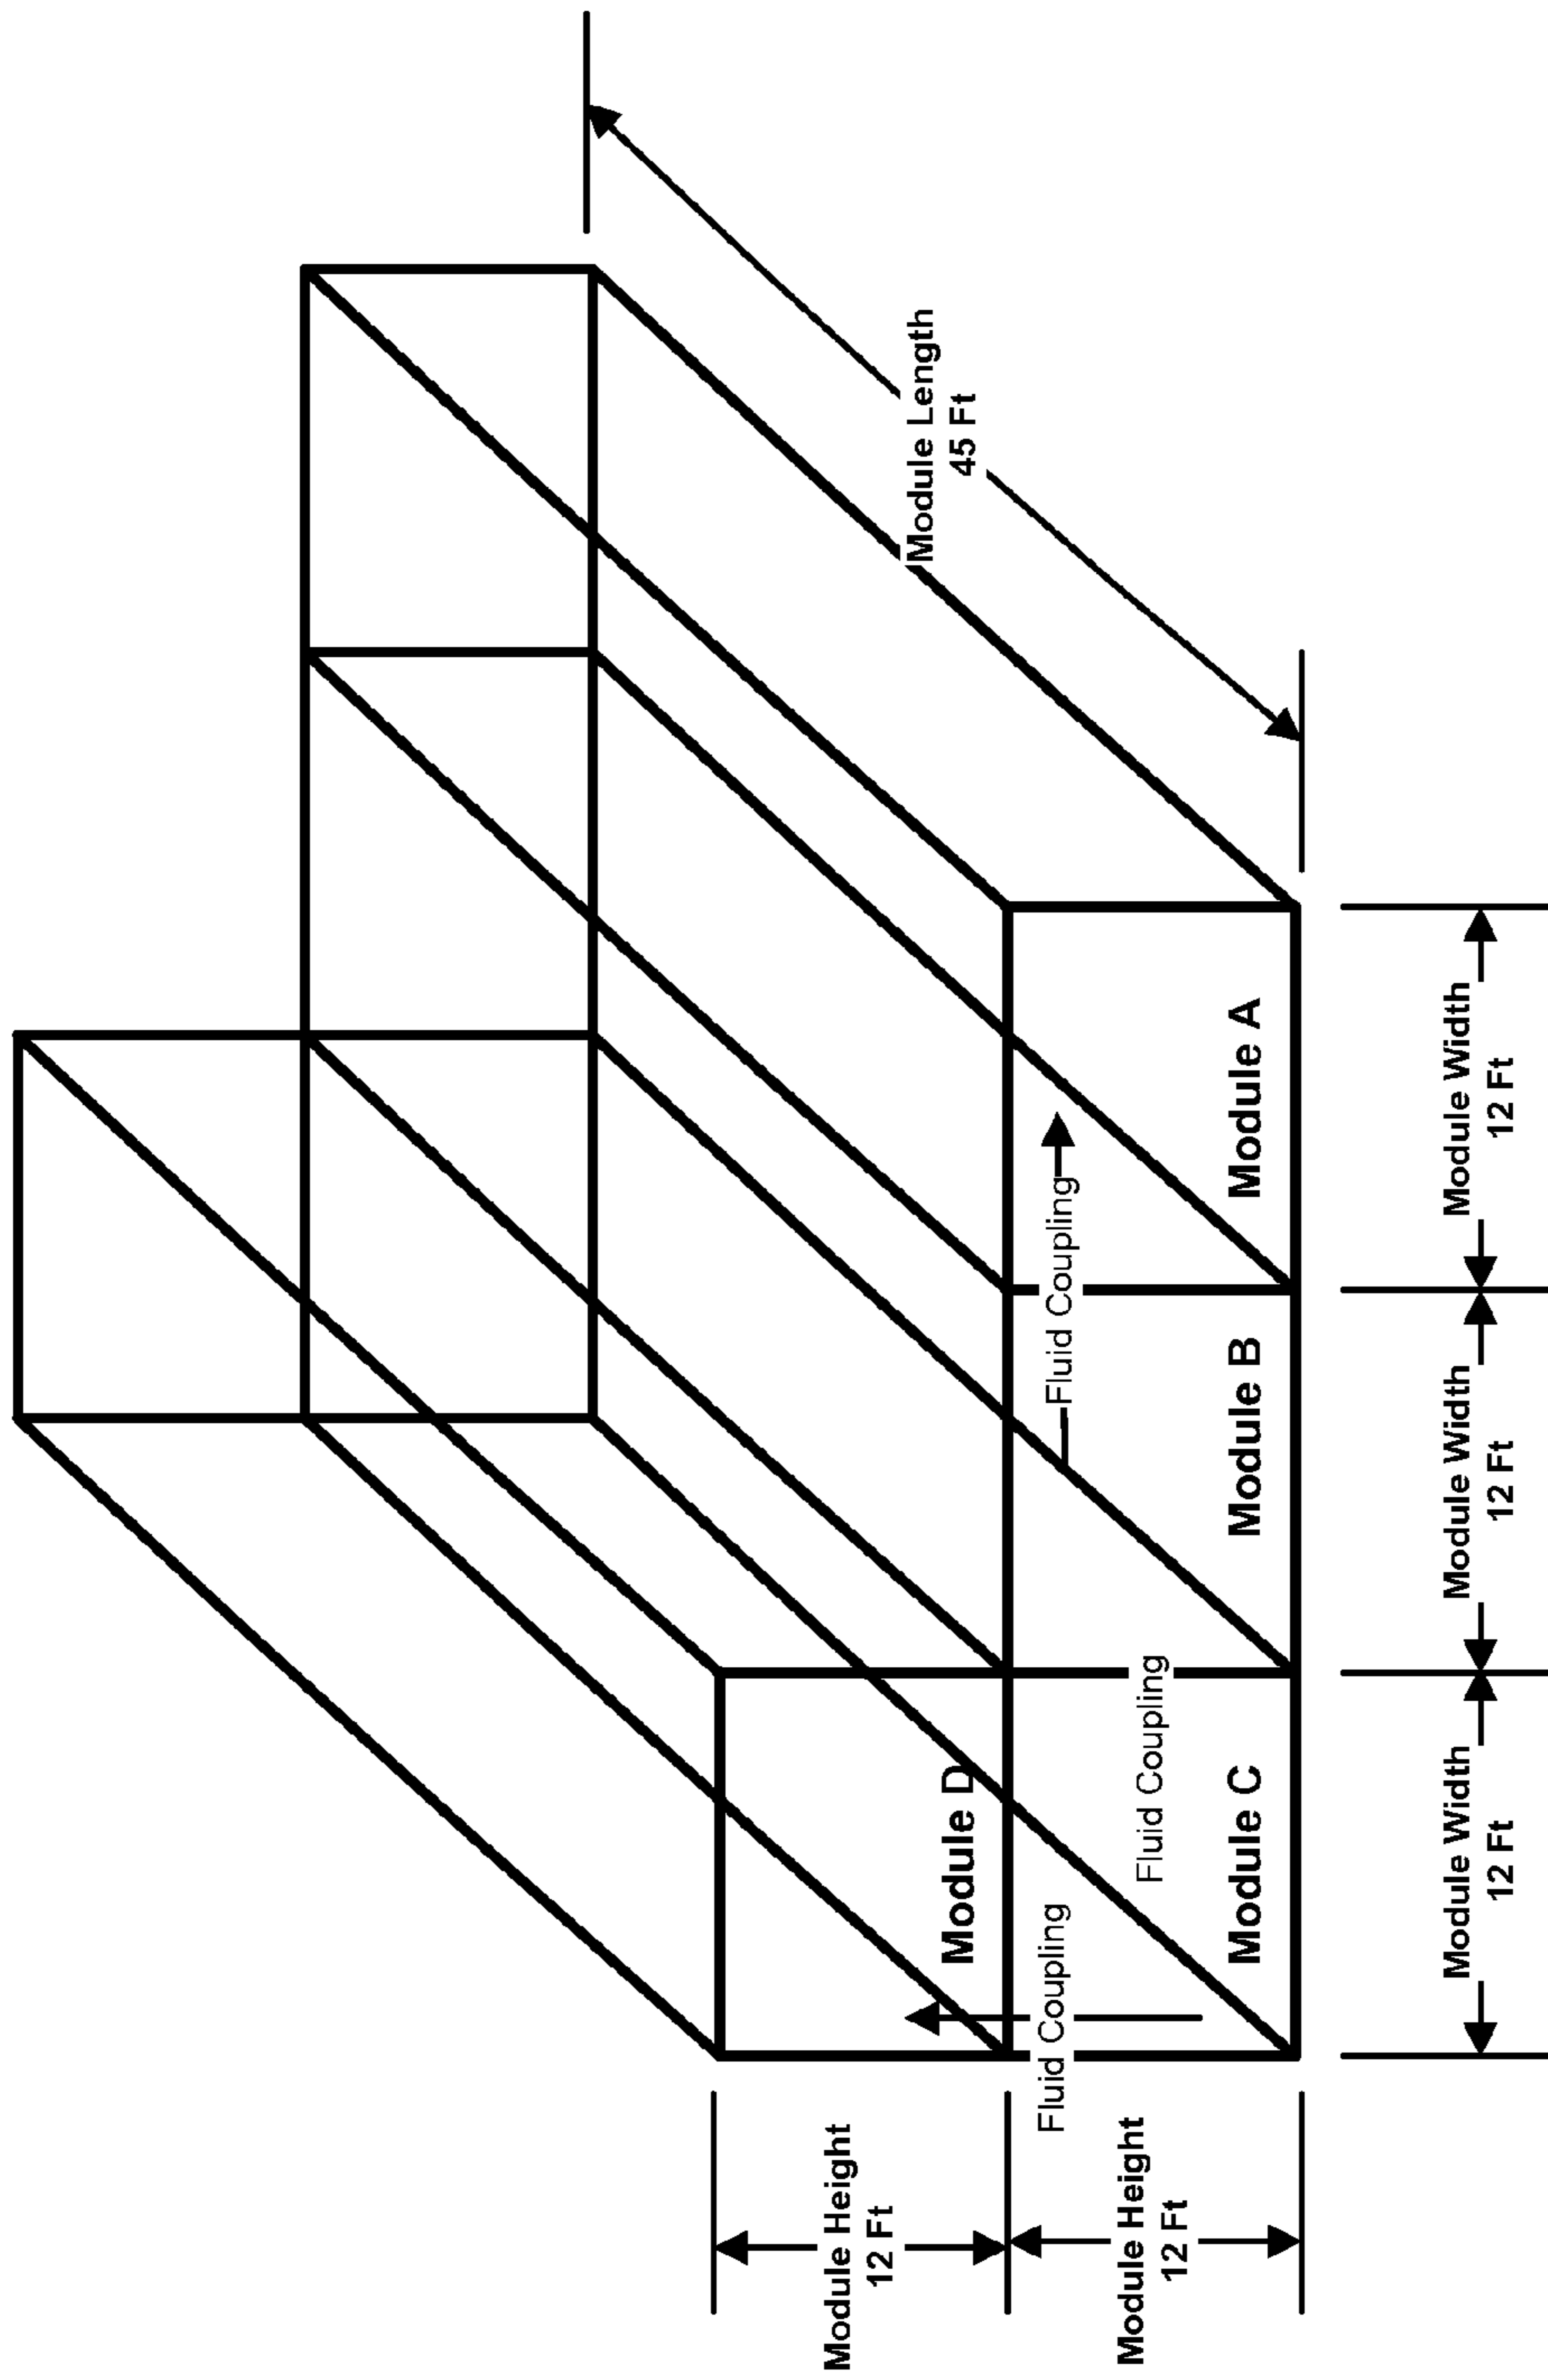 Module Length
45 Ft
Module Height
12 Ft
Module Height
12 Ft
Module D
Fluid Coupling
Fluid Coupling
Fluid Coupling
Module C
Module B
Module A
Module Width
12 Ft
Module Width
12 Ft
Module Width
12 Ft